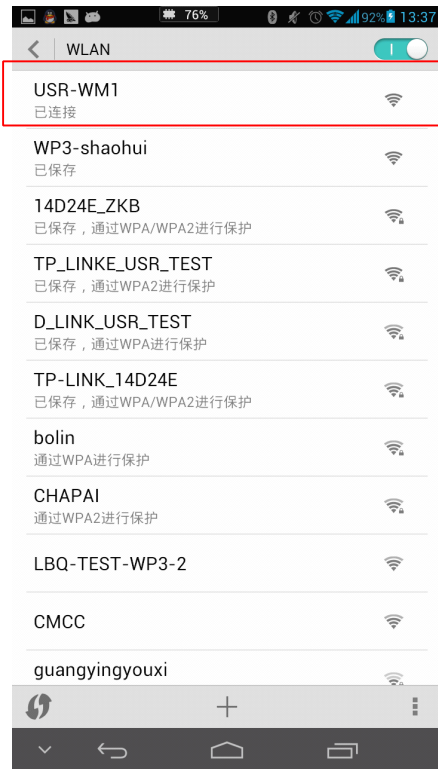 76%
92%
13:37
WLAN
USR-WM1
已连接
WP3-shaohui
已保存
14D24E_ZKB
已保存，通过WPA/WPA2进行保护
TP_LINKE_USR_TEST
已保存，通过WPA2进行保护
D_LINK_USR_TEST
已保存，通过WPA进行保护
TP-LINK_14D24E
已保存，通过WPA/WPA2进行保护
bolin
通过WPA进行保护
CHAPAI
通过WPA2进行保护
LBQ-TEST-WP3-2
CMCC
guangyingyouxi